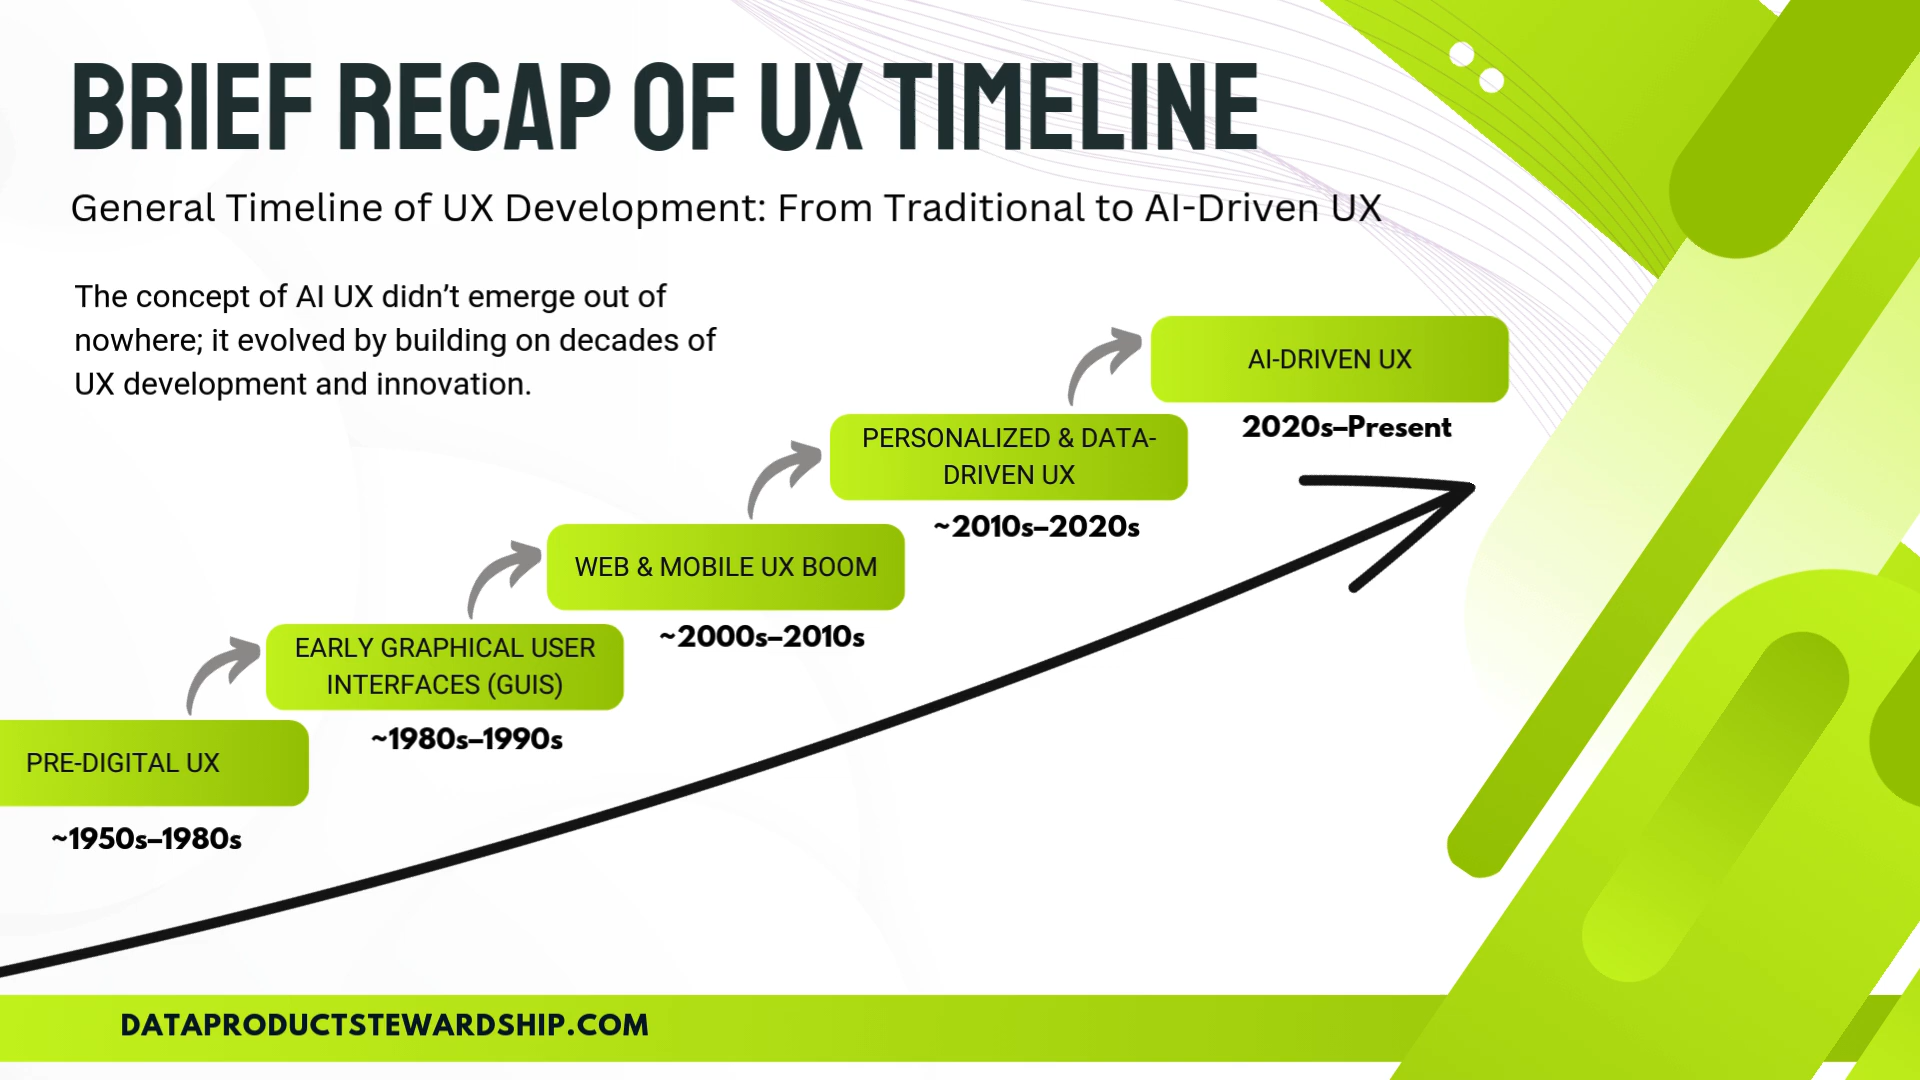 BRIEF RECAP OF UX TIMELINE
General Timeline of UX Development: From Traditional to AI-Driven UX
The concept of AI UX didn’t emerge out of
nowhere; it evolved by building on decades of
UX development and innovation.
AI-DRIVEN UX
2020s–Present
PERSONALIZED & DATA-
DRIVEN UX
~2010s–2020s
WEB & MOBILE UX BOOM
~2000s–2010s
EARLY GRAPHICAL USER
INTERFACES (GUIS)
~1980s–1990s
PRE-DIGITAL UX
~1950s–1980s
DATAPRODUCTSTEWARDSHIP.COM